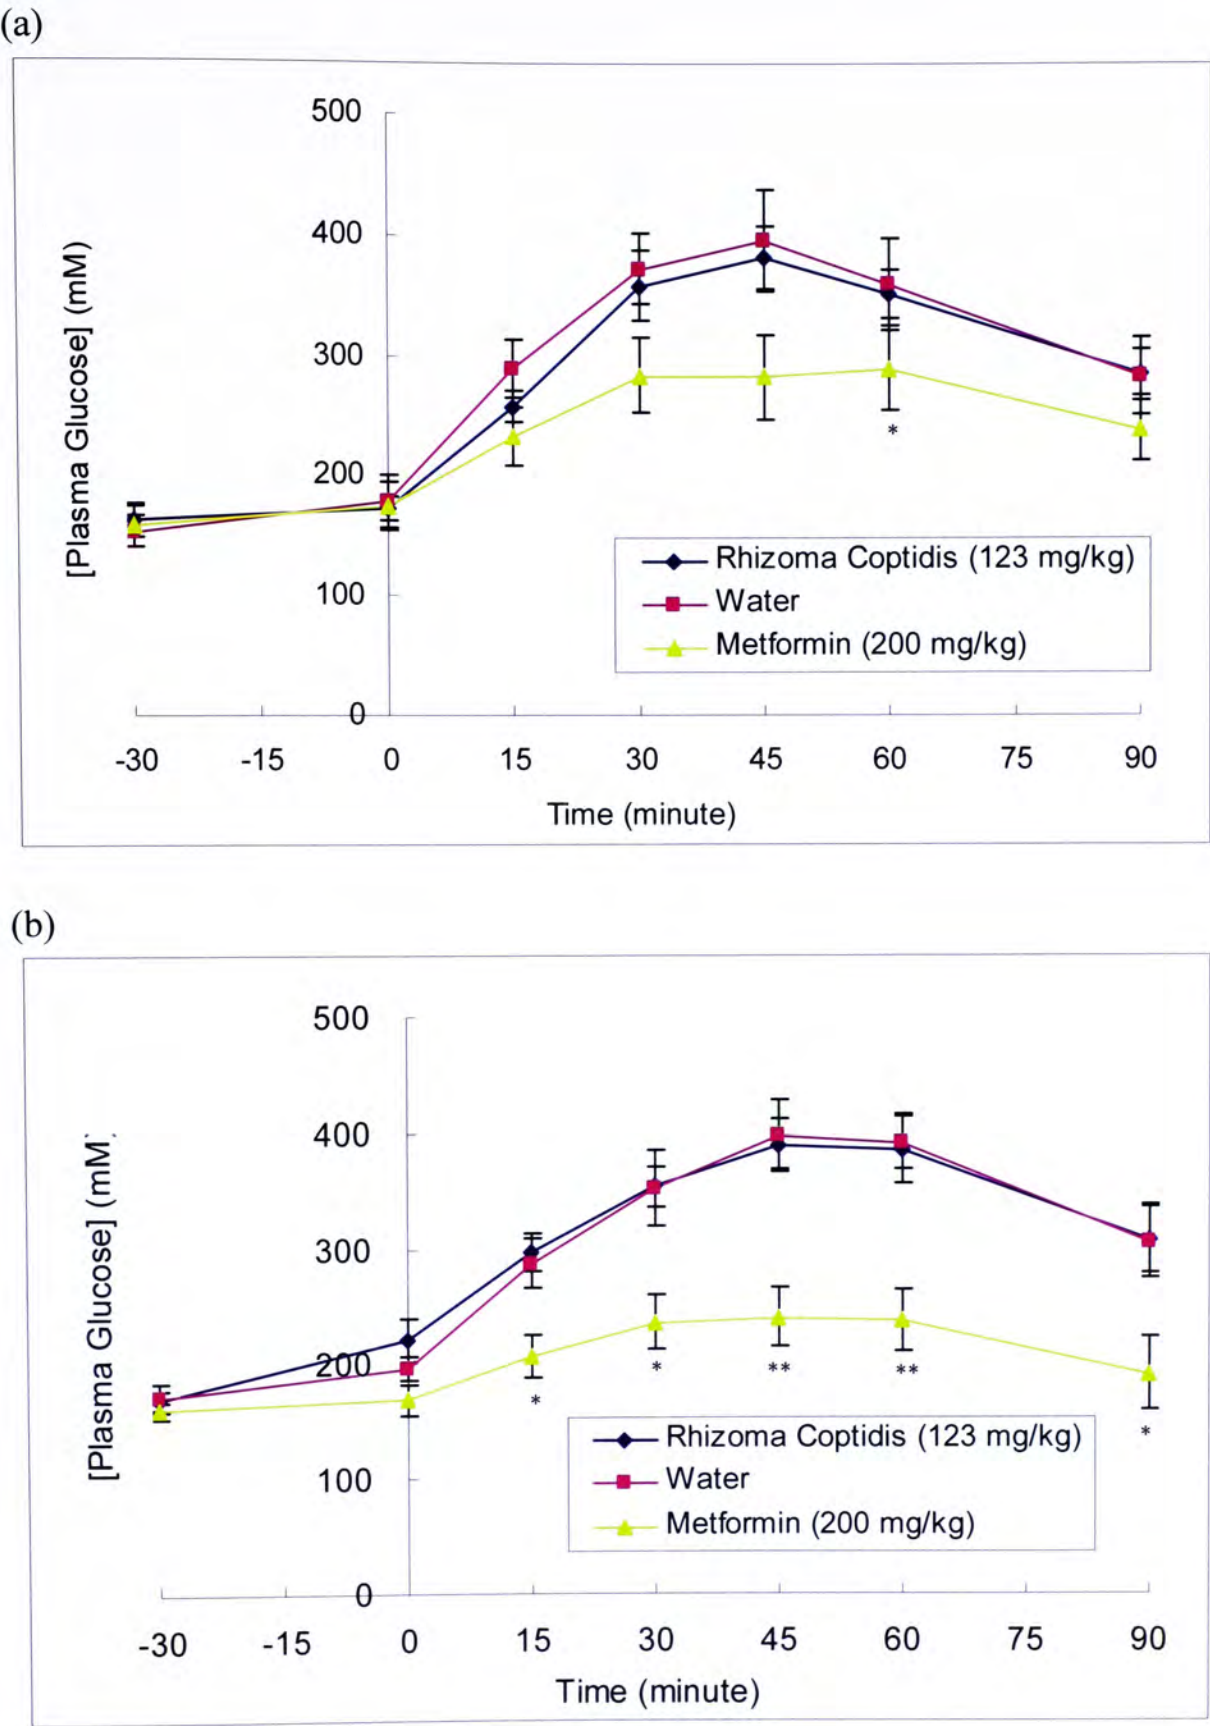 (a)
500
400
300
200
100
0
[Plasma Glucose] (mM)
*
Rhizoma Coptidis (123 mg/kg)
Water
Metformin (200 mg/kg)
-30 -15 0 15 30 45 60 75 90
Time (minute)
(b)
500
400
300
200
100
0
[Plasma Glucose] (mM)
* * ** ** *
Rhizoma Coptidis (123 mg/kg)
Water
Metformin (200 mg/kg)
-30 -15 0 15 30 45 60 75 90
Time (minute)